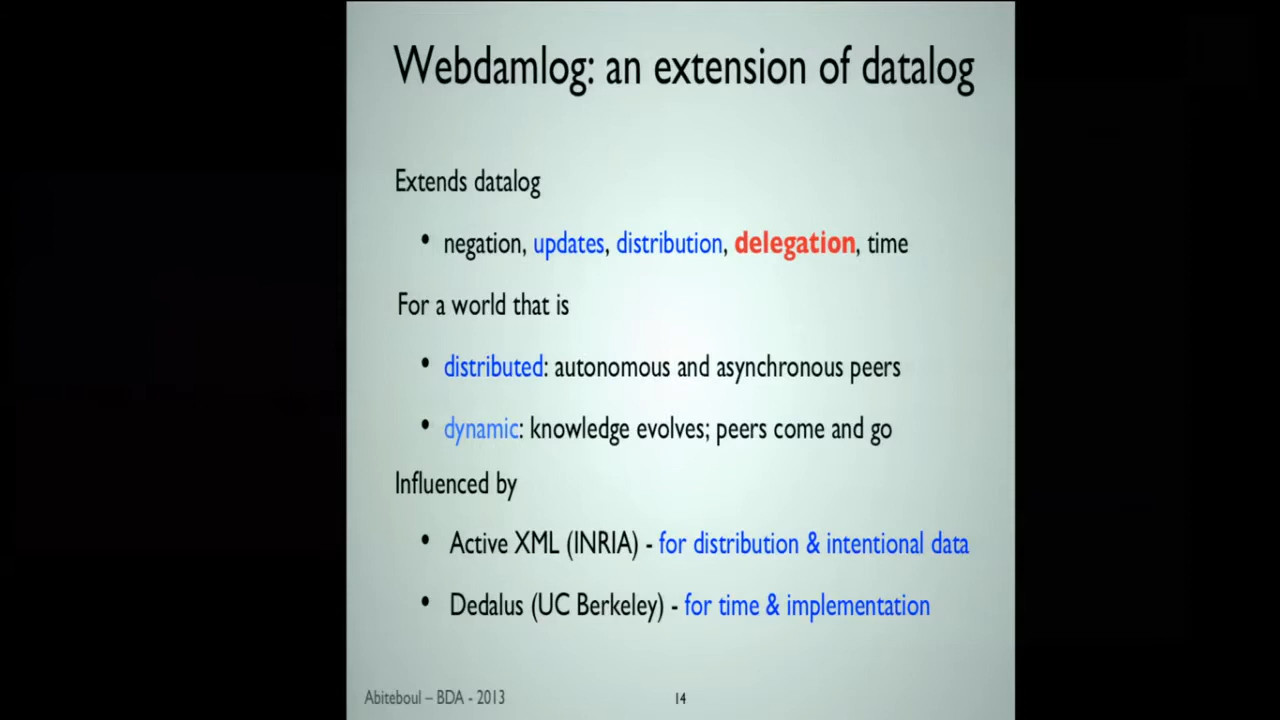 Webdamlog: an extension of datalog
Extends datalog
• negation, updates, distribution, delegation, time
For a world that is
• distributed: autonomous and asynchronous peers
• dynamic: knowledge evolves; peers come and go
Influenced by
• Active XML (INRIA) - for distribution & intentional data
• Dedalus (UC Berkeley) - for time & implementation
Abiteboul – BDA - 2013
14